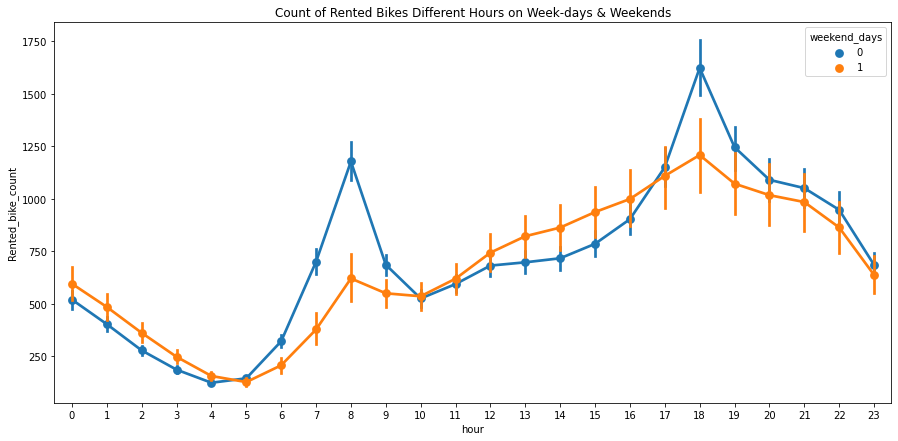 Count of Rented Bikes Different Hours on Week-days & Weekends
weekend_days
0
1
Rented_bike_count
1750
1500
1250
1000
750
500
250
0 1 2 3 4 5 6 7 8 9 10 11 12 13 14 15 16 17 18 19 20 21 22 23
hour